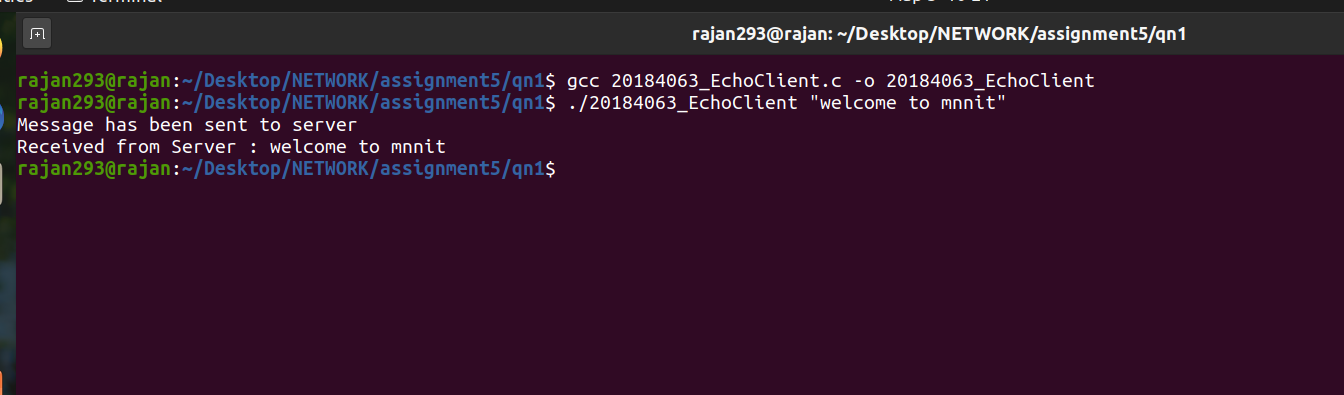 Terminal
rajan293@rajan: ~/Desktop/NETWORK/assignment5/qn1
rajan293@rajan:~/Desktop/NETWORK/assignment5/qn1$ gcc 20184063_EchoClient.c -o 20184063_EchoClient
rajan293@rajan:~/Desktop/NETWORK/assignment5/qn1$ ./20184063_EchoClient "welcome to mnnit"
Message has been sent to server
Received from Server : welcome to mnnit
rajan293@rajan:~/Desktop/NETWORK/assignment5/qn1$